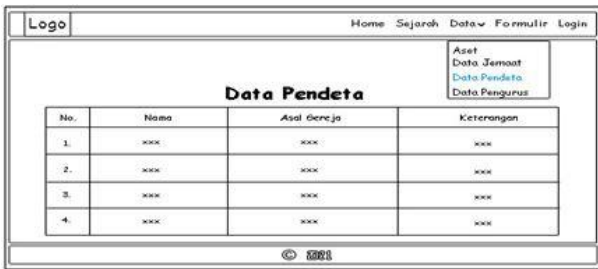 Logo Home Sejarah Data Formulir Login
Aset
Data Jemaat
Data Pendeta
Data Pengurus
Data Pendeta
No. Nama Asal Gereja Keterangan
1. xxx xxx xxx
2. xxx xxx xxx
3. xxx xxx xxx
4. xxx xxx xxx
© 2021